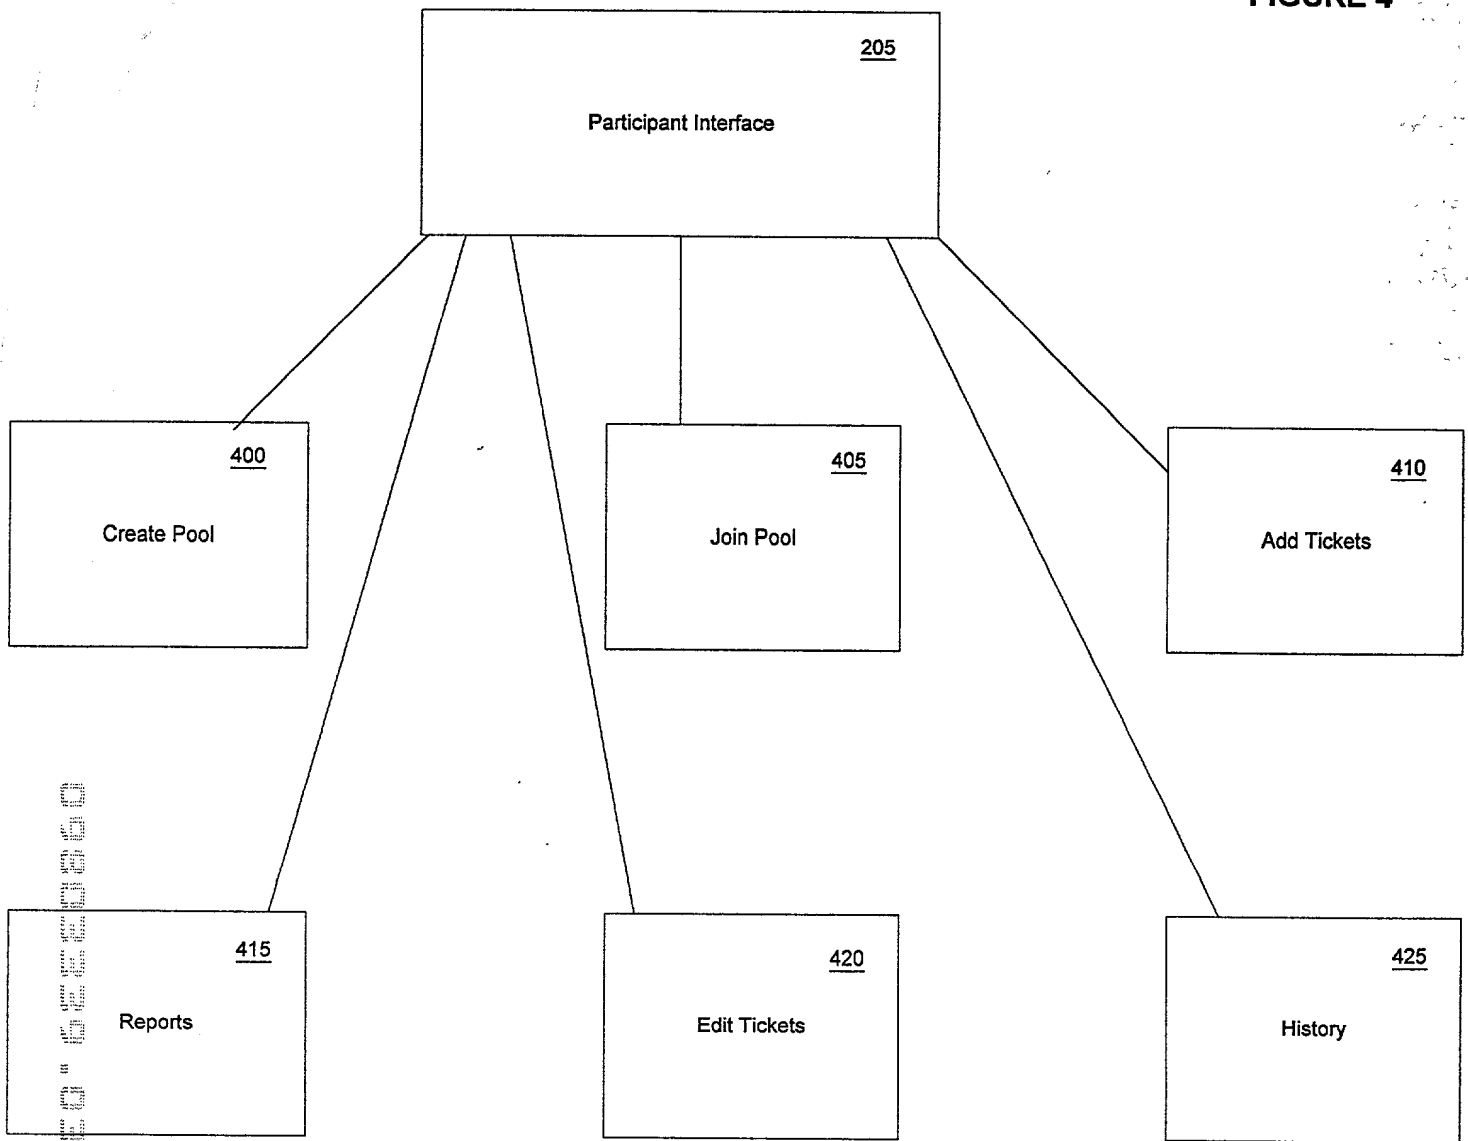 FIGURE 4
205
Participant Interface
400
Create Pool
405
Join Pool
410
Add Tickets
415
Reports
420
Edit Tickets
425
History